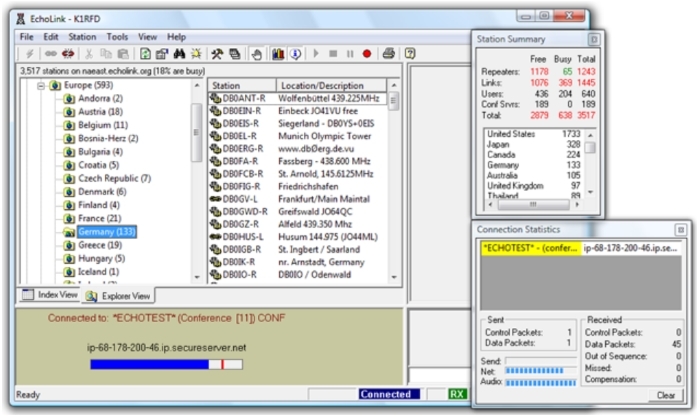 EchoLink - K1RFD
File Edit Station Tools View Help
3,517 stations on naeast.echolink.org (18% are busy)
Europe (593)
Andorra (2)
Austria (18)
Belgium (11)
Bosnia-Herz (2)
Bulgaria (4)
Croatia (5)
Czech Republic (7)
Denmark (6)
Finland (4)
France (21)
Germany (133)
Greece (19)
Hungary (5)
Iceland (1)
Index View Explorer View
Station Location/Description
DB0ANT-R Wolfenbüttel 439.225MHz
DB0EIN-R Einbeck JO41VU free
DB0EIS-R Siegerland - DB0YS+0EIS
DB0EL-R Munich Olympic Tower
DB0ERG-R www.db0erg.de.vu
DB0FA-R Fassberg - 438.600 MHz
DB0FCB-R St. Arnold, 145.6125MHz
DB0FIG-R Friedrichshafen
DB0GV-L Frankfurt/Main Maintal
DB0GWD-R Greifswald JO64QC
DB0GZ-R Alfeld 439.350 MHz
DB0HUS-L Husum 144.975 (JO44ML)
DB0IGB-R St. Ingbert / Saarland
DB0IK-R nr. Arnstadt, Germany
DB0IO-R DB0IO / Odenwald
Connected to: *ECHOTEST* (Conference [11]) CONF
ip-68-178-200-46.ip.secureserver.net
Ready Connected RX
Station Summary
Free Busy Total
Repeaters: 1178 65 1243
Links: 1076 369 1445
Users: 436 204 640
Conf Srvrs: 189 0 189
Total: 2879 638 3517
United States 1733
Japan 328
Canada 224
Germany 133
Australia 105
United Kingdom 97
Thailand 89
Connection Statistics
*ECHOTEST* - (confer... ip-68-178-200-46.ip.se...
Sent
Control Packets: 1
Data Packets: 1
Send:
Net:
Audio:
Received
Control Packets: 0
Data Packets: 45
Out of Sequence: 0
Missed: 0
Compensation: 0
Clear